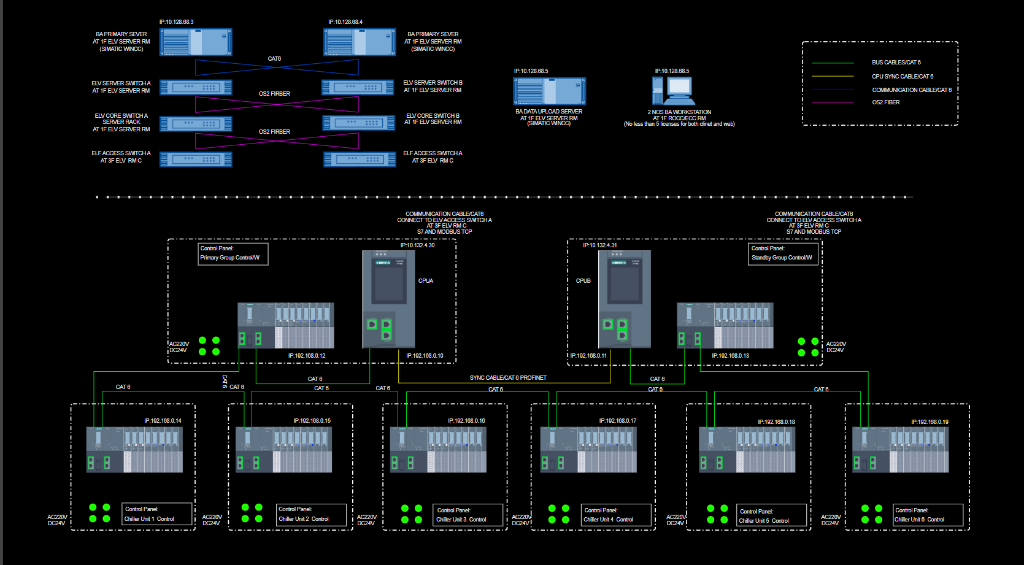 IP:10.128.68.3
BA PRIMARY SEVER
AT 1F ELV SERVER RM
(SIMATIC WINCC)
IP:10.128.68.4
BA PRIMARY SEVER
AT 1F ELV SERVER RM
(SIMATIC WINCC)
CAT6
ELV SERVER SWITCH A
AT 1F ELV SERVER RM
ELV SERVER SWITCH B
AT 1F ELV SERVER RM
OS2 FIRBER
ELV CORE SWITCH A
SERVER RACK
AT 1F ELV SERVER RM
ELV CORE SWITCH B
AT 1F ELV SERVER RM
OS2 FIRBER
ELF ACCESS SWITCH A
AT 3F ELV RM C
ELF ACCESS SWITCH A
AT 3F ELV RM C
IP:10.128.68.5
BA DATA UPLOAD SERVER
AT 1F ELV SERVER RM
(SIMATIC WINCC)
IP:10.128.68.5
2 NOS BA WORKSTATION
AT 1F ROCC/ECC RM
(No less than 5 licenses for both clinet and web)
BUS CABLES/CAT 6
CPU SYNC CABLE/CAT 6
COMMUNICATION CABLE/CAT 6
OS2 FIBER
COMMUNICATION CABLE/CAT6
CONNECT TO ELV ACCESS SWITCH A
AT 3F ELV RM C
S7 AND MODBUS TCP
COMMUNICATION CABLE/CAT6
CONNECT TO ELV ACCESS SWITCH A
AT 3F ELV RM C
S7 AND MODBUS TCP
Control Panel:
Primary Group Control/W
IP:10.132.4.30
CPUA
AC220V
DC24V
IP:192.168.0.12
IP:192.168.0.10
IP:10.132.4.31
CPUB
Control Panel:
Standby Group Control/W
IP:192.168.0.11
IP:192.168.0.13
AC220V
DC24V
SYNC CABLE/CAT 6 PROFINET
CAT 6
CAT 6
CAT 6
CAT 6
CAT 6
CAT 6
CAT 6
CAT 6
CAT 6
CAT 6
IP:192.168.0.14
IP:192.168.0.15
IP:192.168.0.16
IP:192.168.0.17
IP:192.168.0.18
IP:192.168.0.19
AC220V
DC24V
Control Panel:
Chiller Unit 1 Control
AC220V
DC24V
Control Panel:
Chiller Unit 2 Control
AC220V
DC24V
Control Panel:
Chiller Unit 3 Control
AC220V
DC24V
Control Panel:
Chiller Unit 4 Control
AC220V
DC24V
Control Panel:
Chiller Unit 5 Control
AC220V
DC24V
Control Panel:
Chiller Unit 6 Control